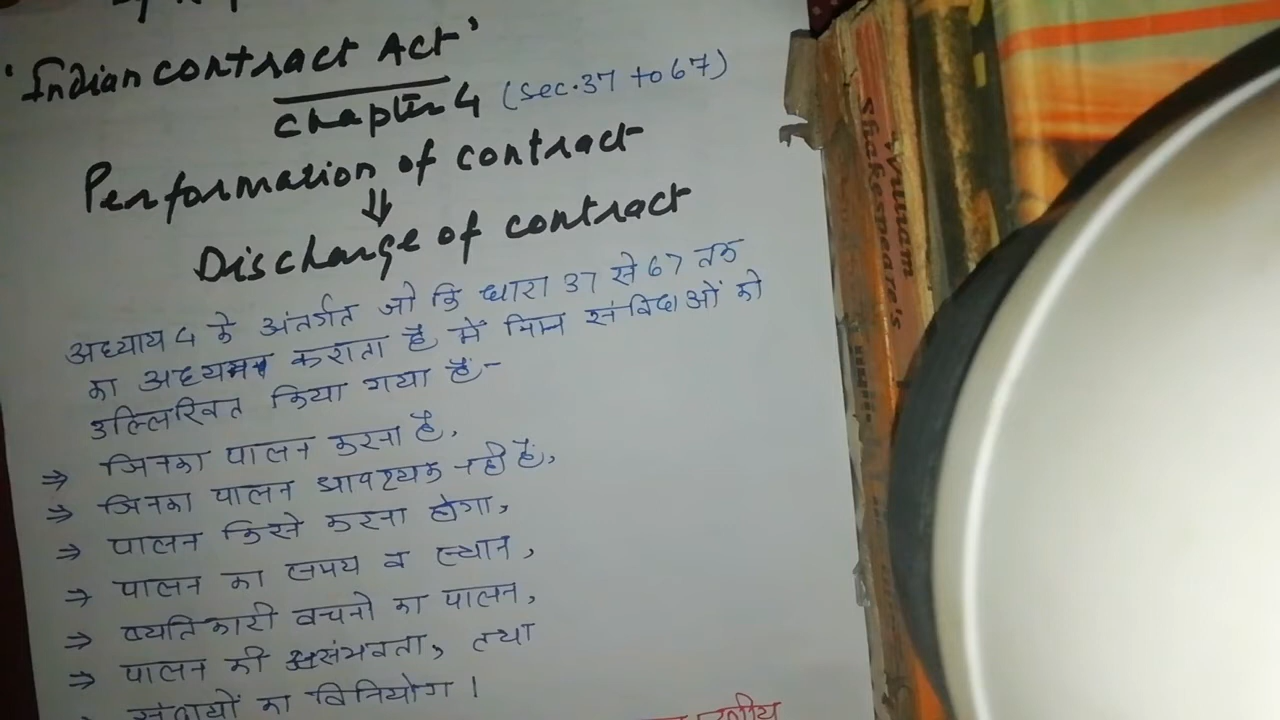 'Indian contract Act'
Chapter 4 (Sec. 37 to 67)
Performation of contract
⇓
Discharge of contract
अध्याय 4 के अंतर्गत जो कि धारा 37 से 67 तक
का अध्ययन कराता है में निम्न संविदाओं को
उल्लिखित किया गया है-
⇒ जिनका पालन करना है,
⇒ जिनका पालन आवश्यक नही है,
⇒ पालन किसे करना होगा,
⇒ पालन का समय व स्थान,
⇒ व्यतिकारी वचनो का पालन,
⇒ पालन की असंभवता, तथा
संदायों का विनियोग।
William
Shakespeare's